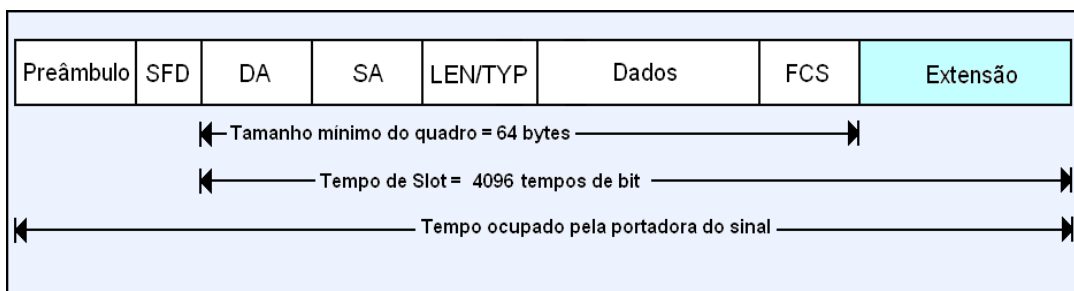 Preâmbulo SFD DA SA LEN/TYP Dados FCS Extensão
Tamanho mínimo do quadro = 64 bytes
Tempo de Slot = 4096 tempos de bit
Tempo ocupado pela portadora do sinal